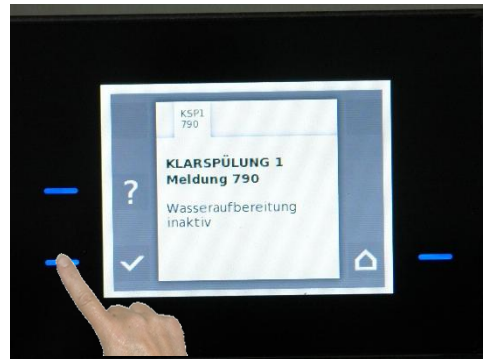 KSP1
790
KLARSPÜLUNG 1
Meldung 790
Wasseraufbereitung
inaktiv
?